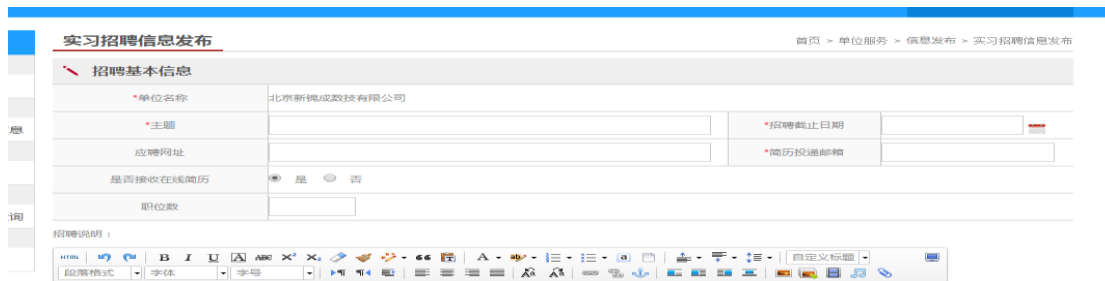 实习招聘信息发布
首页 > 单位服务 > 信息发布 > 实习招聘信息发布
招聘基本信息
*单位名称 北京新锦成数技有限公司
息
*主题 *招聘截止日期
应聘网址 *简历投递邮箱
是否接收在线简历 是 否
询
职位数
招聘说明：
HTML B I U A ABC X² X₂ 66 A a 自定义标题
段落格式 字体 字号